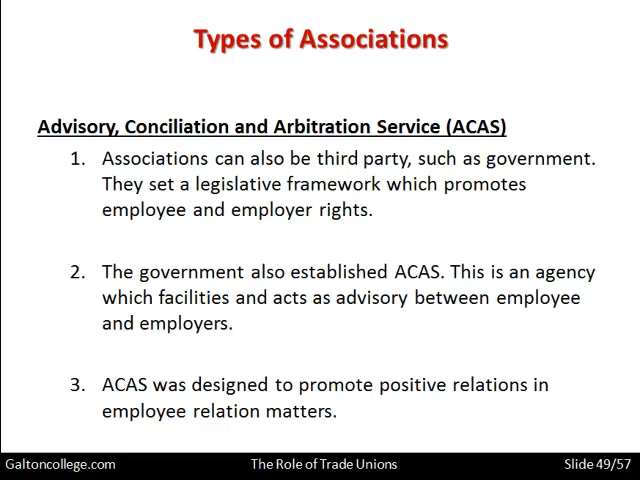 Types of Associations
Advisory, Conciliation and Arbitration Service (ACAS)
1. Associations can also be third party, such as government.
They set a legislative framework which promotes
employee and employer rights.
2. The government also established ACAS. This is an agency
which facilities and acts as advisory between employee
and employers.
3. ACAS was designed to promote positive relations in
employee relation matters.
Galtoncollege.com The Role of Trade Unions Slide 49/57